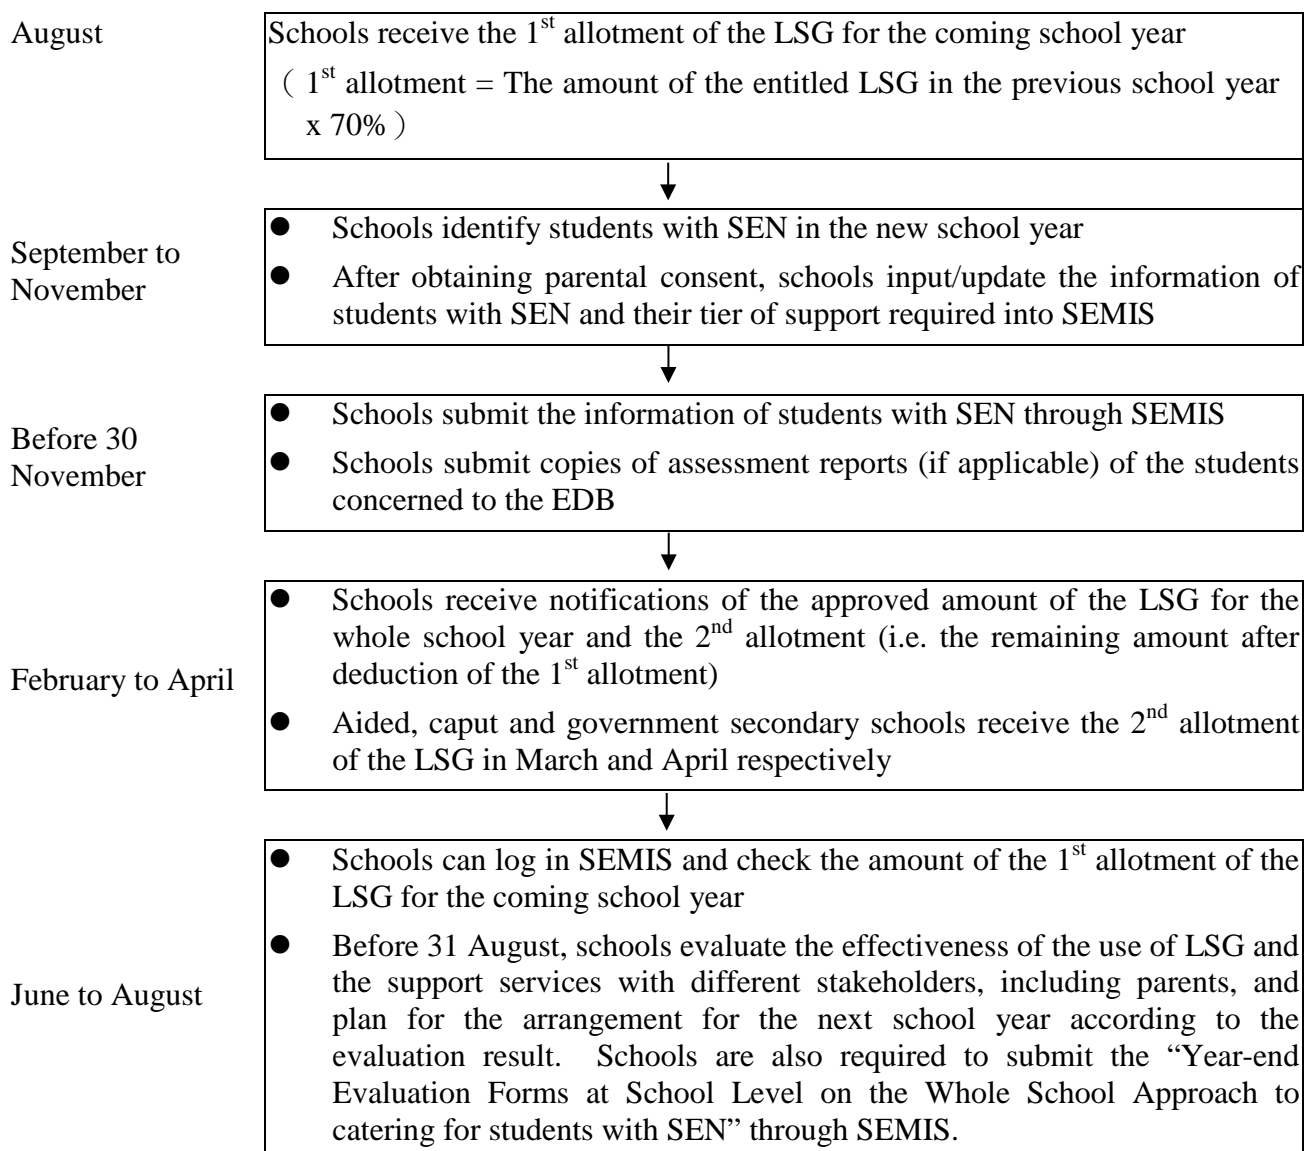 August
Schools receive the 1st allotment of the LSG for the coming school year
（ 1st allotment = The amount of the entitled LSG in the previous school year
x 70% ）
September to
November
● Schools identify students with SEN in the new school year
● After obtaining parental consent, schools input/update the information of
students with SEN and their tier of support required into SEMIS
Before 30
November
● Schools submit the information of students with SEN through SEMIS
● Schools submit copies of assessment reports (if applicable) of the students
concerned to the EDB
February to April
● Schools receive notifications of the approved amount of the LSG for the
whole school year and the 2nd allotment (i.e. the remaining amount after
deduction of the 1st allotment)
● Aided, caput and government secondary schools receive the 2nd allotment
of the LSG in March and April respectively
June to August
● Schools can log in SEMIS and check the amount of the 1st allotment of the
LSG for the coming school year
● Before 31 August, schools evaluate the effectiveness of the use of LSG and
the support services with different stakeholders, including parents, and
plan for the arrangement for the next school year according to the
evaluation result. Schools are also required to submit the “Year-end
Evaluation Forms at School Level on the Whole School Approach to
catering for students with SEN” through SEMIS.